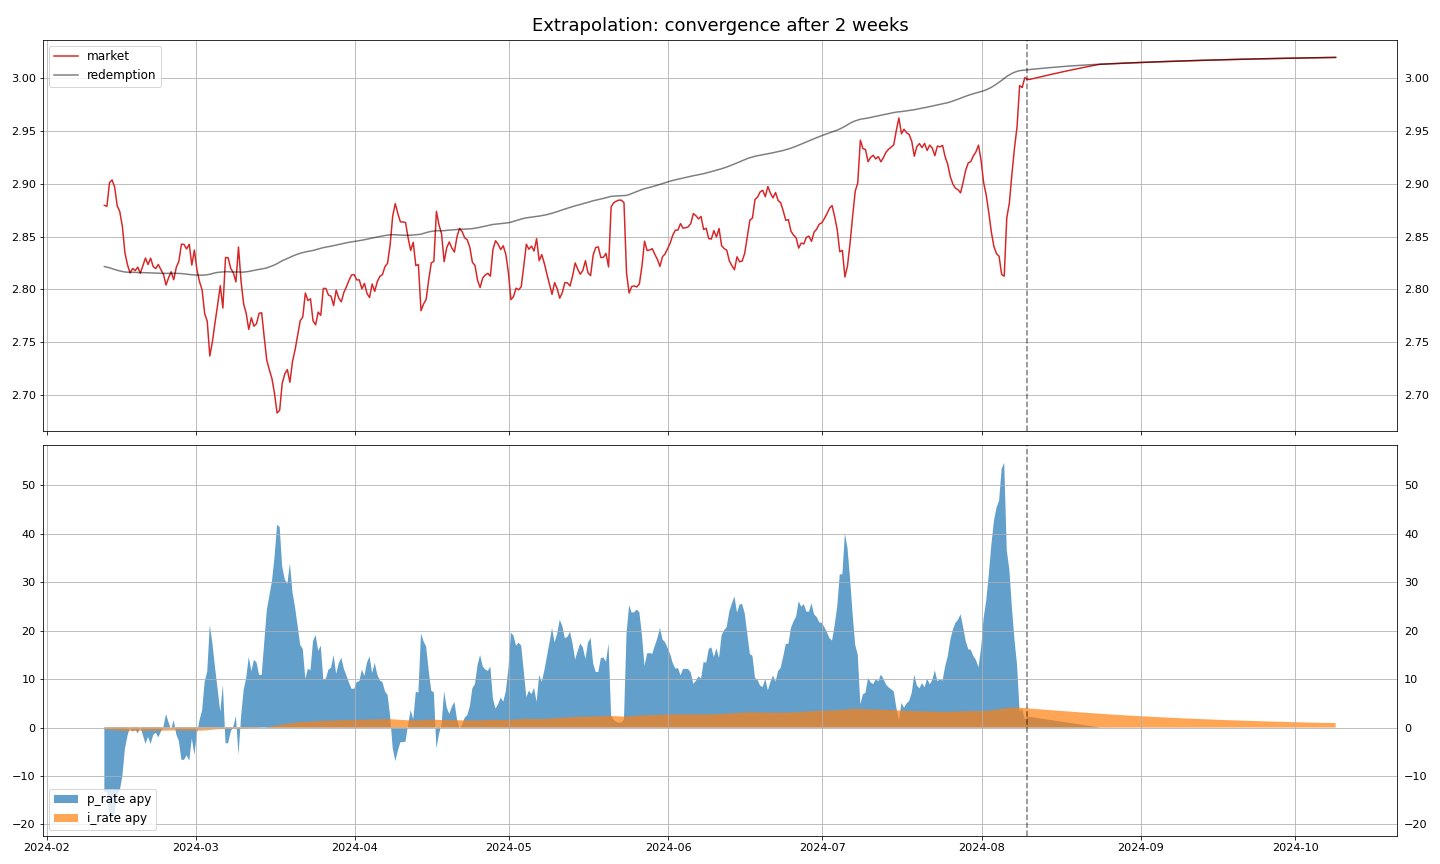 Extrapolation: convergence after 2 weeks
market
redemption
3.00 3.00
2.95 2.95
2.90 2.90
2.85 2.85
2.80 2.80
2.75 2.75
2.70 2.70
50 50
40 40
30 30
20 20
10 10
0 0
−10 −10
p_rate apy
i_rate apy
−20 −20
2024-02 2024-03 2024-04 2024-05 2024-06 2024-07 2024-08 2024-09 2024-10